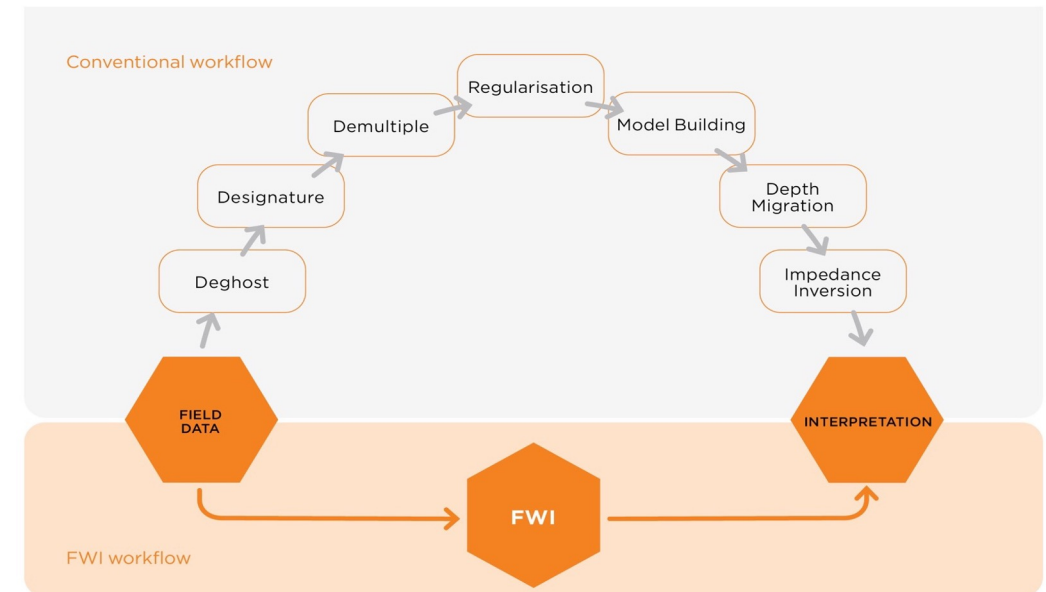 Conventional workflow
Regularisation
Demultiple
Model Building
Designature
Depth
Migration
Deghost
Impedance
Inversion
FIELD
DATA
INTERPRETATION
FWI
FWI workflow